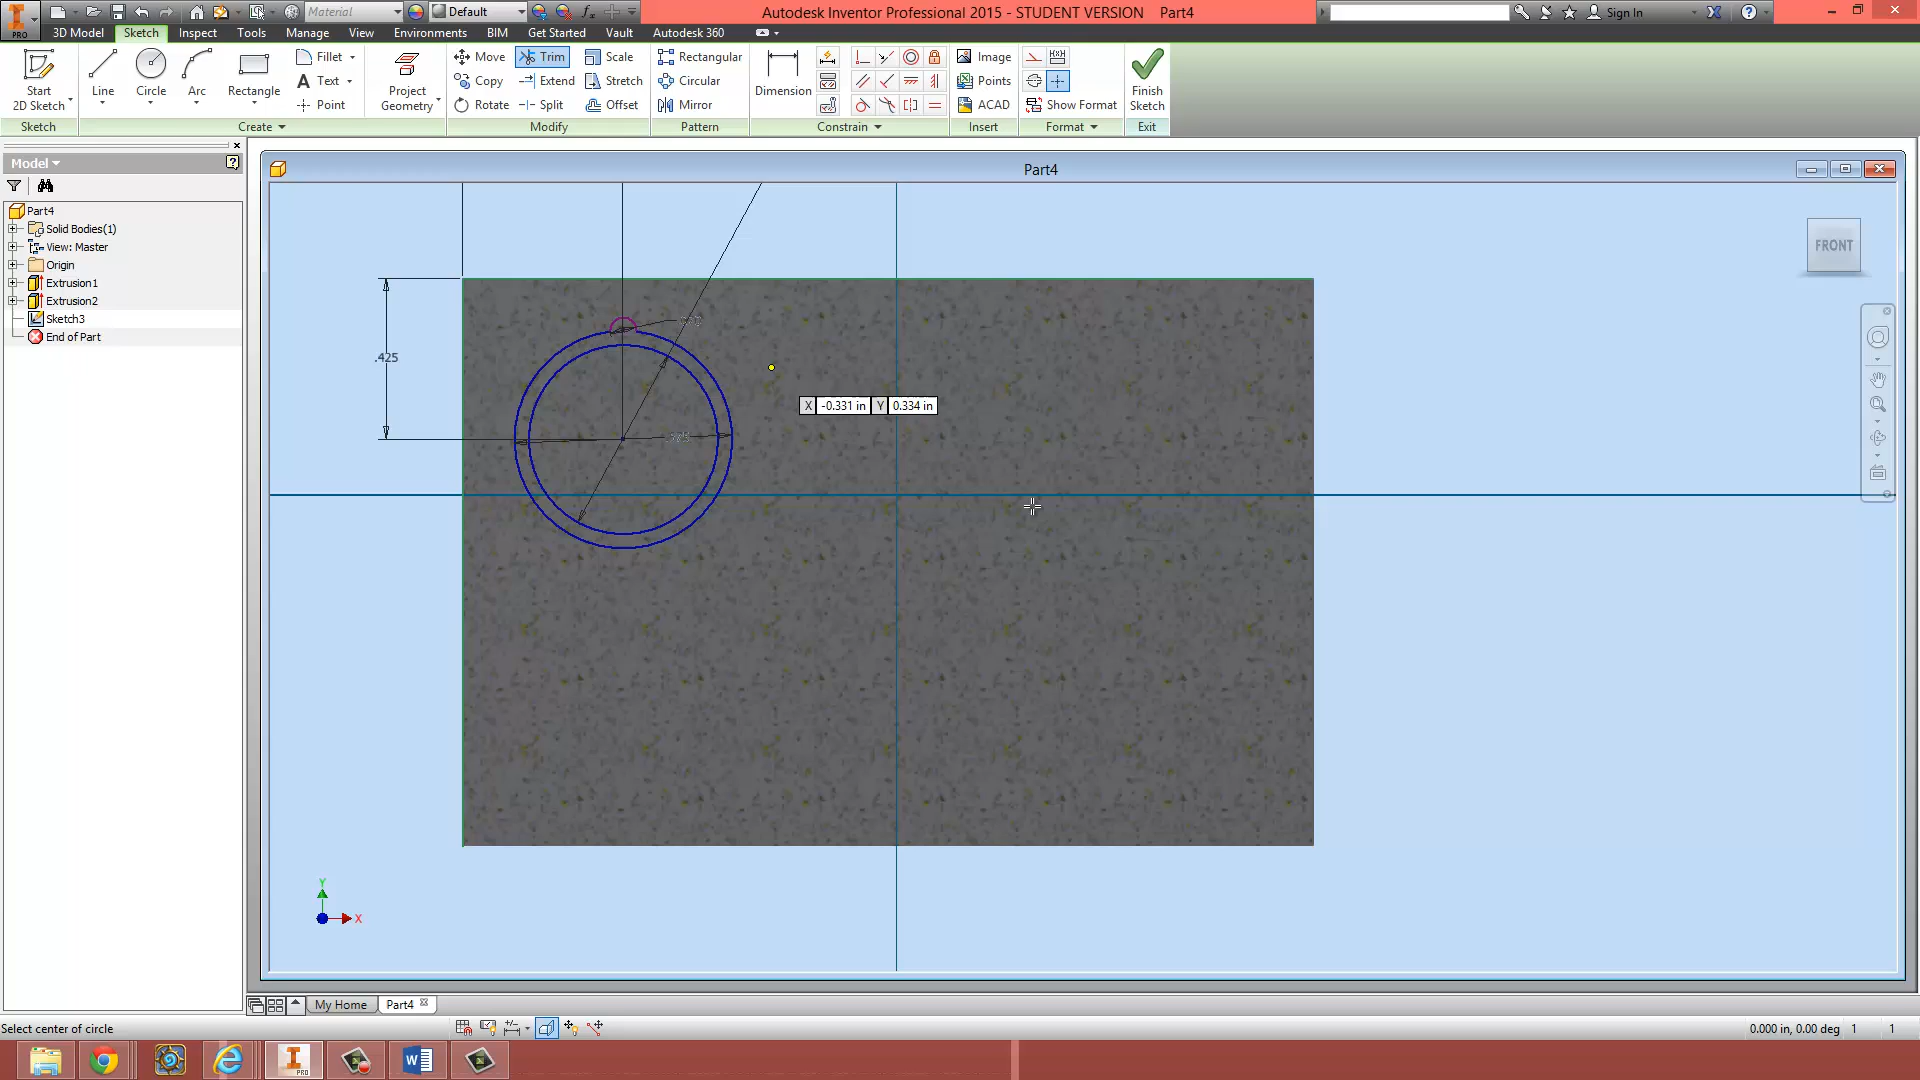 Material
Default
Autodesk Inventor Professional 2015 - STUDENT VERSION Part4
Sign In
PRO
3D Model Sketch Inspect Tools Manage View Environments BIM Get Started Vault Autodesk 360
Start
2D Sketch
Line
Circle
Arc
Rectangle
Fillet
Text
Point
Project
Geometry
Move
Copy
Rotate
Trim
Extend
Split
Scale
Stretch
Offset
Rectangular
Circular
Mirror
Dimension
Image
Points
ACAD
Show Format
Finish
Sketch
Sketch Create Modify Pattern Constrain Insert Format Exit
Model
Part4
Solid Bodies(1)
View: Master
Origin
Extrusion1
Extrusion2
Sketch3
End of Part
Part4
FRONT
.425
X -0.331 in Y 0.334 in
Y
X
My Home Part4
Select center of circle
0.000 in, 0.00 deg 1 1
PRO